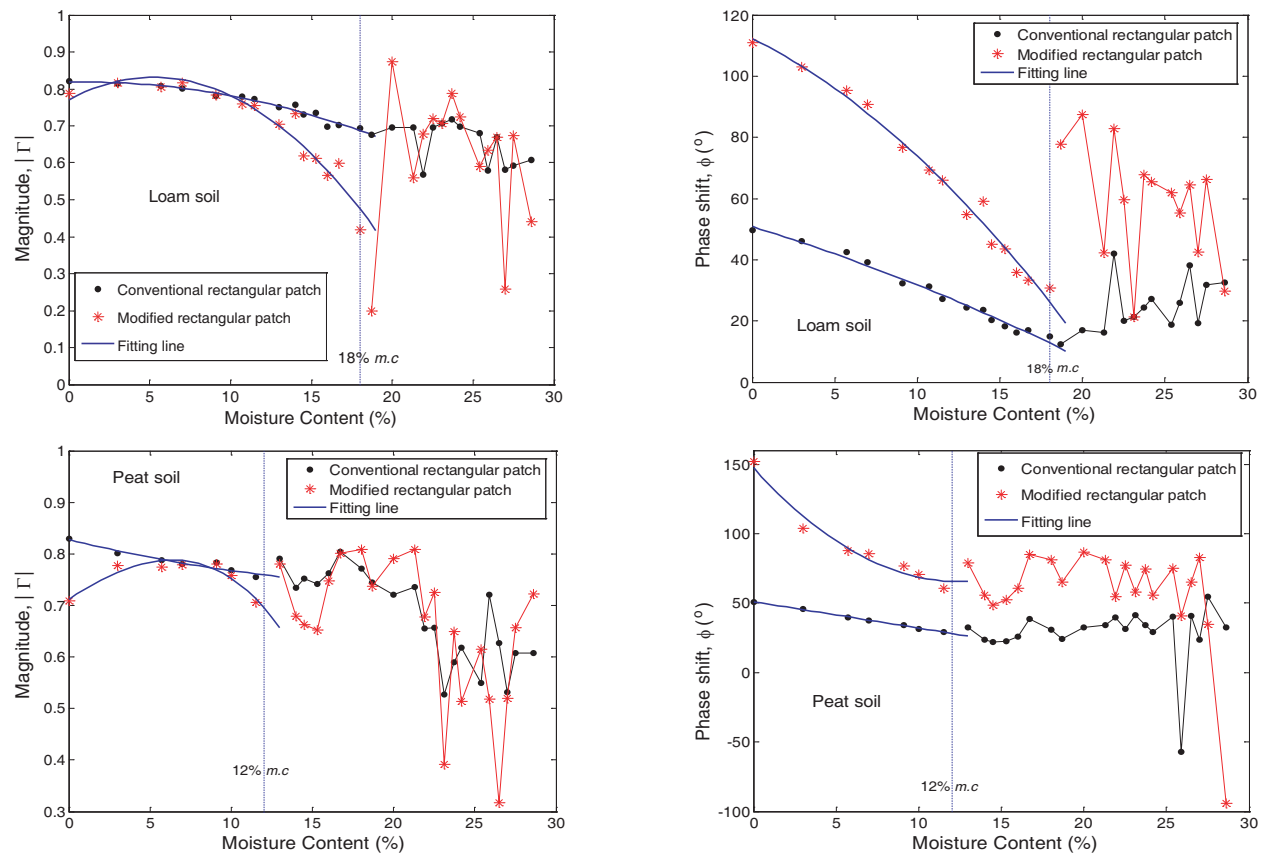 1
0.9
0.8
0.7
0.6
0.5
0.4
0.3
0.2
0.1
0
Magnitude, | Γ |
Loam soil
Conventional rectangular patch
Modified rectangular patch
Fitting line
18% m.c
0 5 10 15 20 25 30
Moisture Content (%)
120
100
80
60
40
20
0
Phase shift, ϕ (°)
Conventional rectangular patch
Modified rectangular patch
Fitting line
Loam soil
18% m.c
0 5 10 15 20 25 30
Moisture Content (%)
1
0.9
0.8
0.7
0.6
0.5
0.4
0.3
Magnitude, | Γ |
Peat soil
Conventional rectangular patch
Modified rectangular patch
Fitting line
12% m.c
0 5 10 15 20 25 30
Moisture Content (%)
150
100
50
0
-50
-100
Phase shift, ϕ (°)
Conventional rectangular patch
Modified rectangular patch
Fitting line
Peat soil
12% m.c
0 5 10 15 20 25 30
Moisture Content (%)